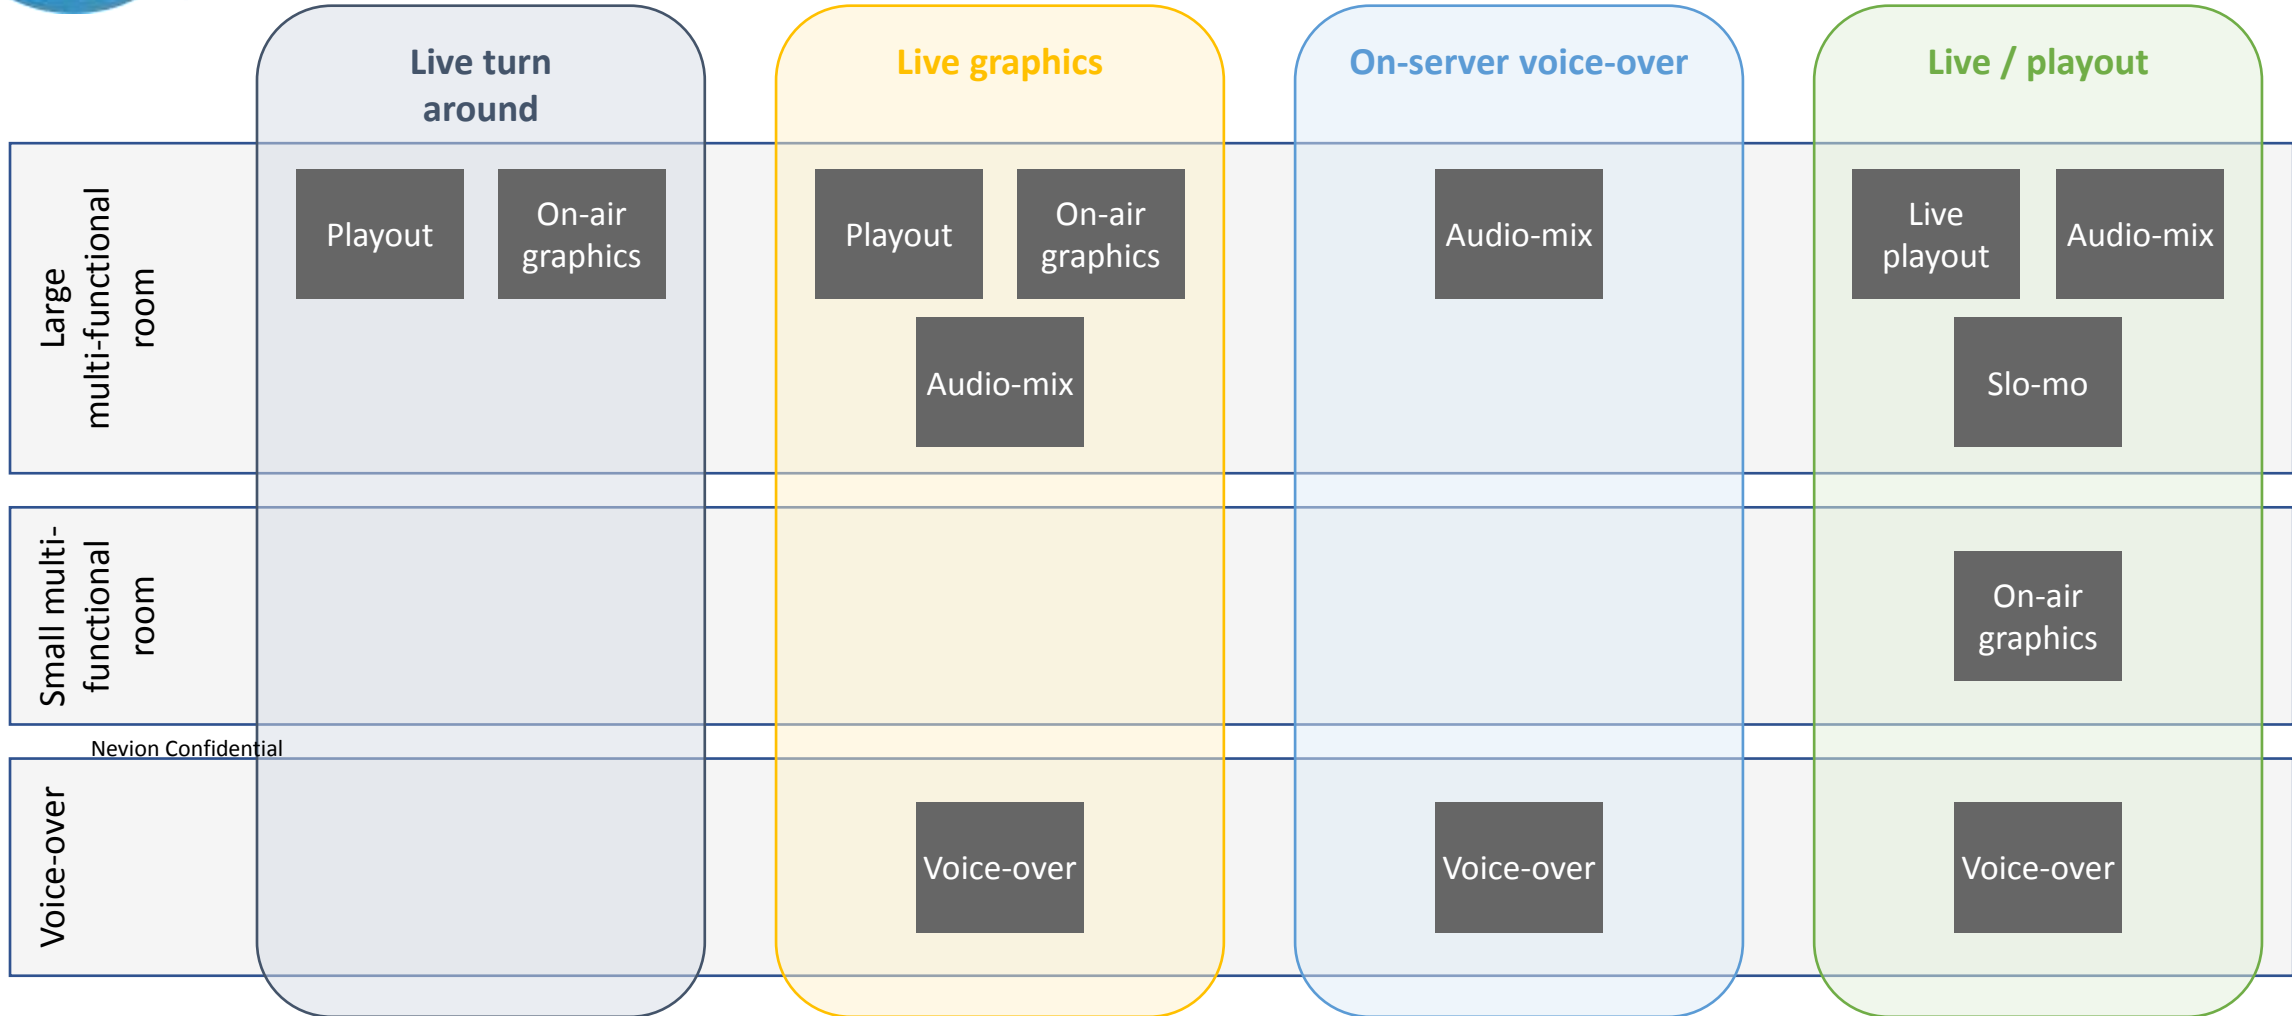 Live turn
around
Live graphics
On-server voice-over
Live / playout
Large
multi-functional
room
Playout
On-air
graphics
Playout
On-air
graphics
Audio-mix
Audio-mix
Live
playout
Audio-mix
Slo-mo
Small multi-
functional
room
On-air
graphics
Nevion Confidential
Voice-over
Voice-over
Voice-over
Voice-over